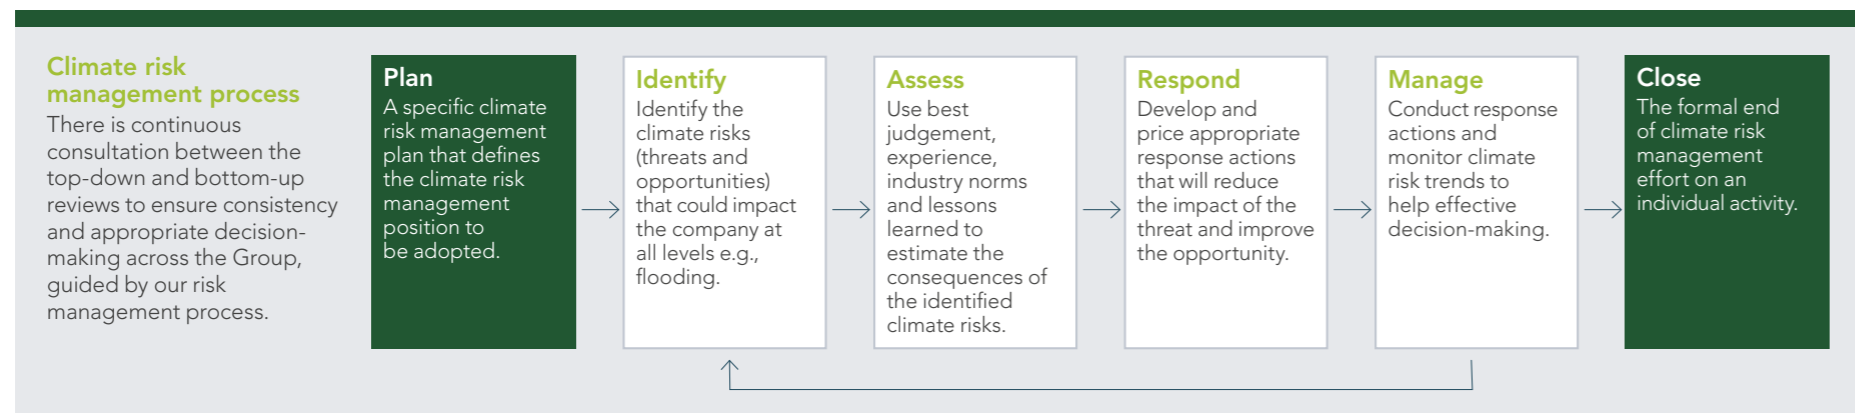 Climate risk
management process
There is continuous
consultation between the
top-down and bottom-up
reviews to ensure consistency
and appropriate decision-
making across the Group,
guided by our risk
management process.
Plan
A specific climate
risk management
plan that defines
the climate risk
management
position to
be adopted.
Identify
Identify the
climate risks
(threats and
opportunities)
that could impact
the company at
all levels e.g.,
flooding.
Assess
Use best
judgement,
experience,
industry norms
and lessons
learned to
estimate the
consequences of
the identified
climate risks.
Respond
Develop and
price appropriate
response actions
that will reduce
the impact of the
threat and improve
the opportunity.
Manage
Conduct response
actions and
monitor climate
risk trends to
help effective
decision-making.
Close
The formal end
of climate risk
management
effort on an
individual activity.